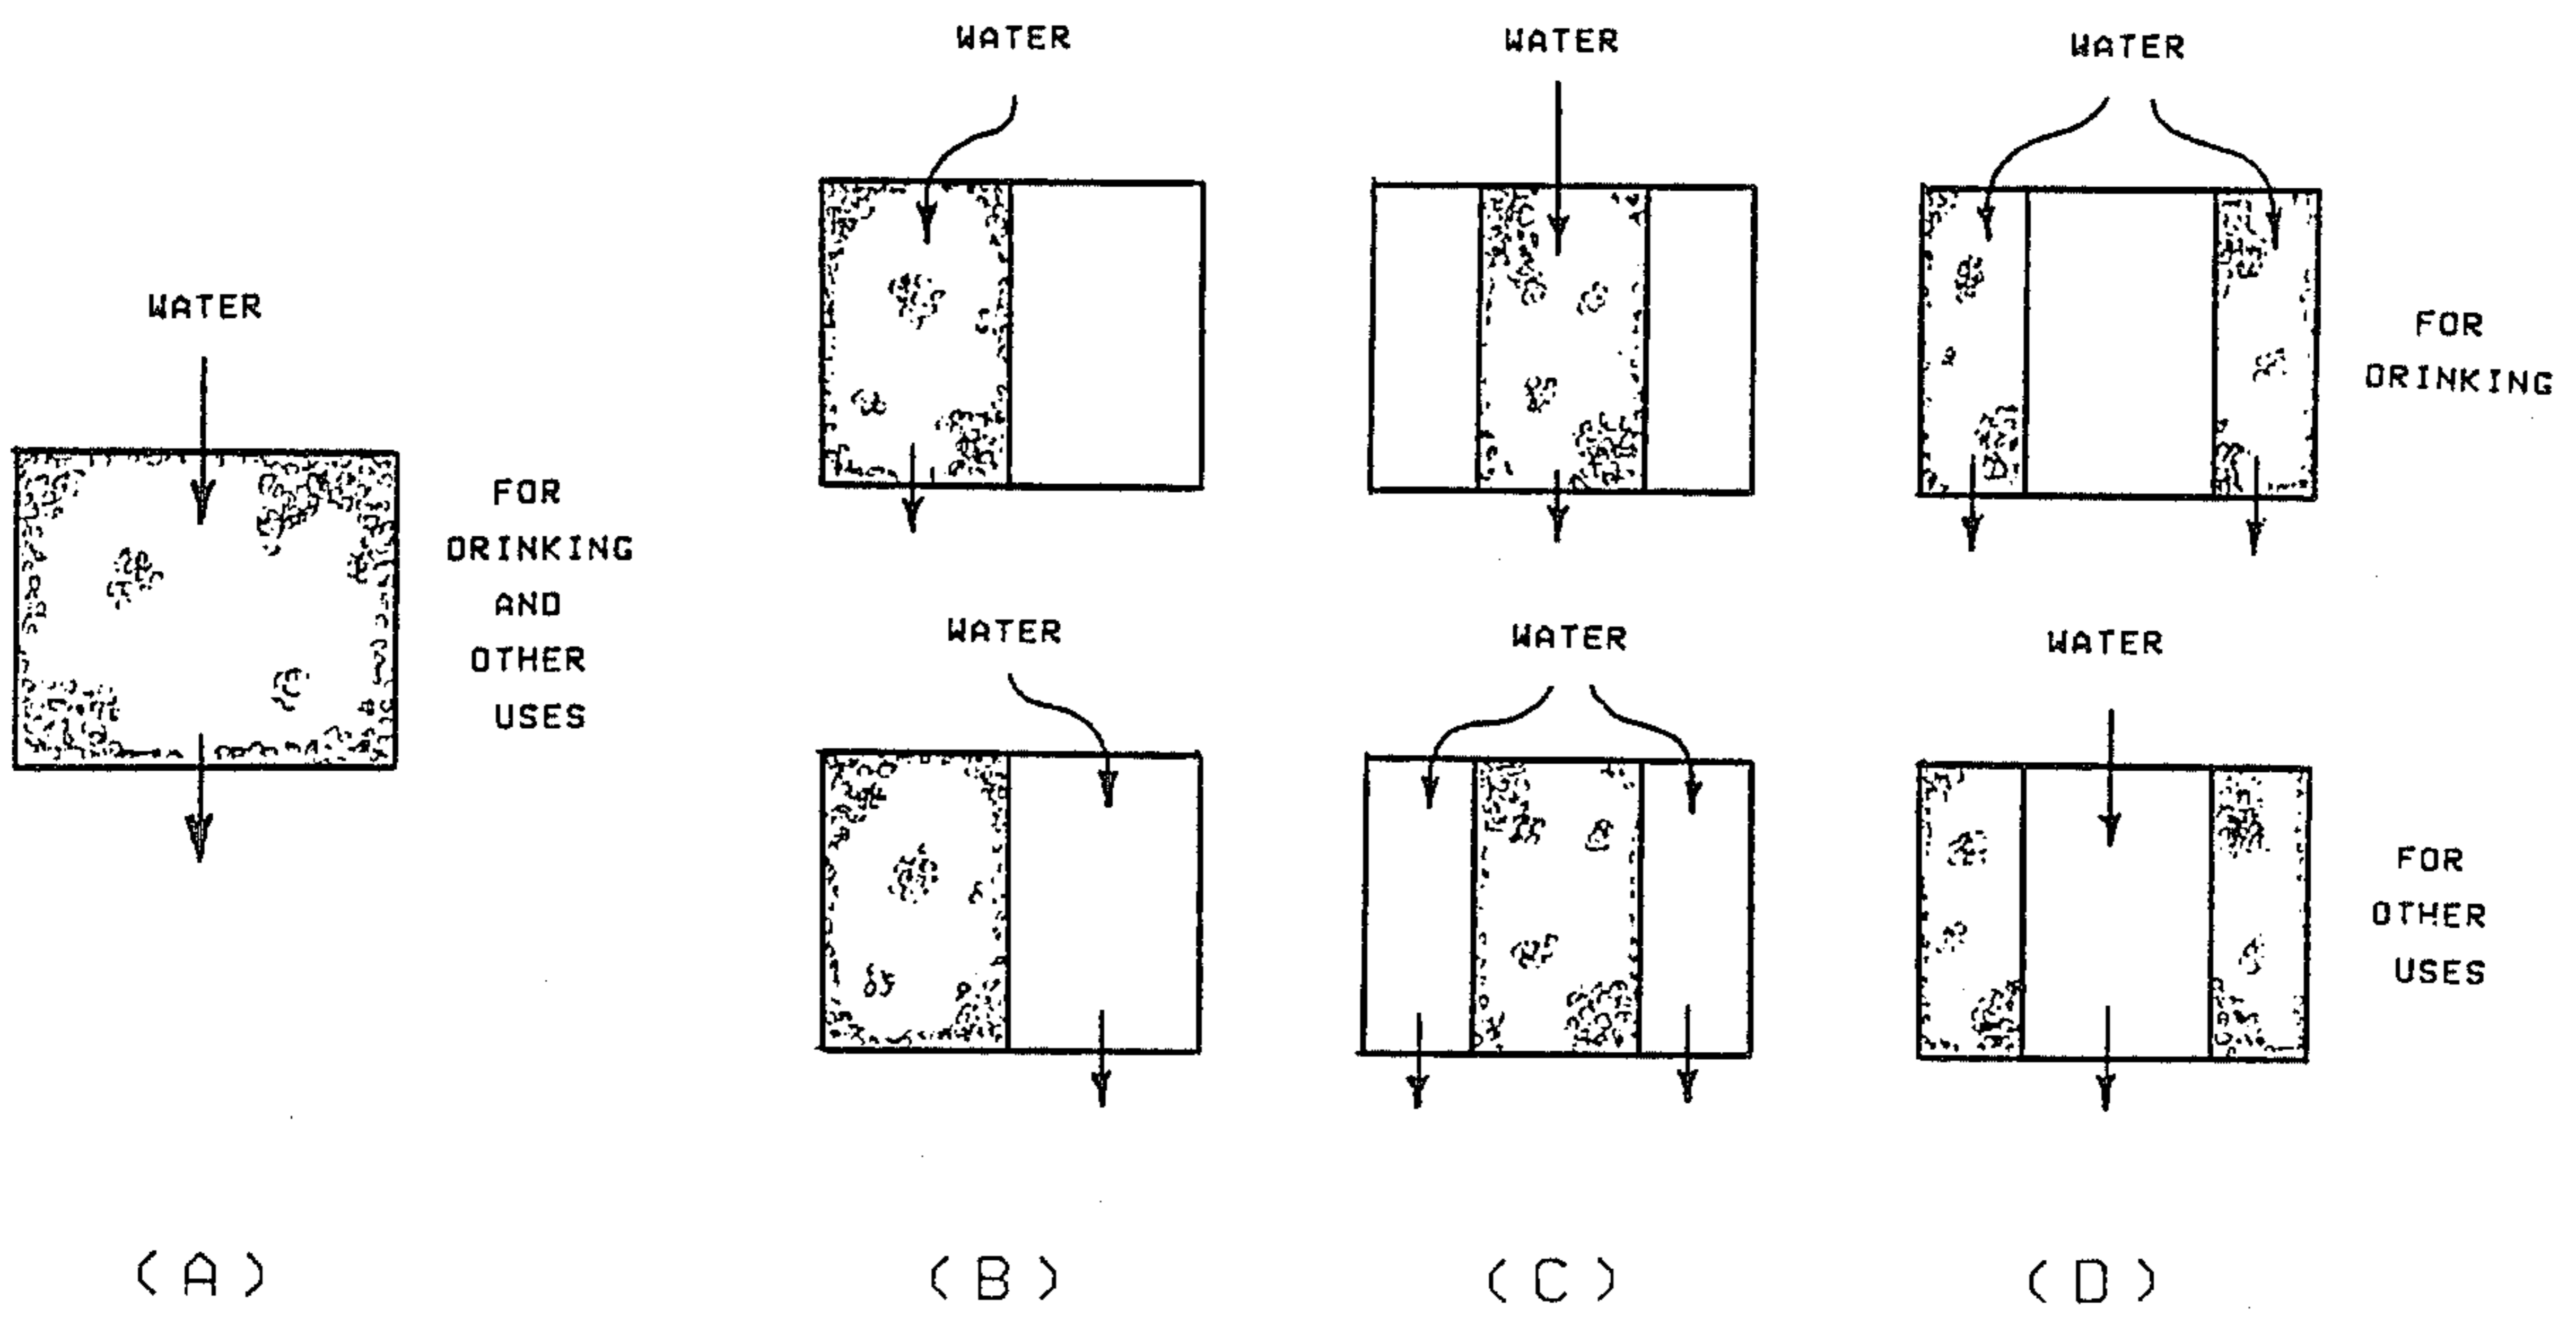 WATER
FOR
DRINKING
AND
OTHER
USES
(A)
WATER
WATER
(B)
WATER
WATER
(C)
WATER
FOR
DRINKING
WATER
FOR
OTHER
USES
(D)